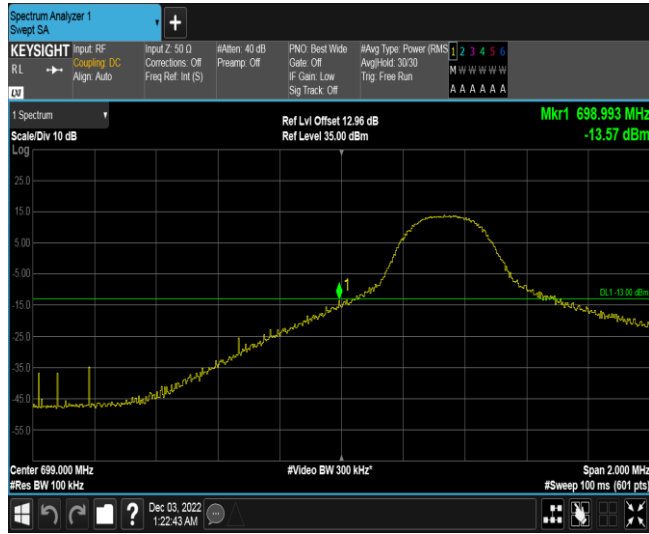 Spectrum Analyzer 1
Swept SA
+
KEYSIGHT
RL
LXI
Input: RF
Coupling: DC
Align: Auto
Input Z: 50 Ω
Corrections: Off
Freq Ref: Int (S)
#Atten: 40 dB
Preamp: Off
PNO: Best Wide
Gate: Off
IF Gain: Low
Sig Track: Off
#Avg Type: Power (RMS
Avg|Hold: 30/30
Trig: Free Run
1 2 3 4 5 6
M W W W W W
A A A A A A
1 Spectrum
Scale/Div 10 dB
Ref Lvl Offset 12.96 dB
Ref Level 35.00 dBm
Mkr1 698.993 MHz
-13.57 dBm
Log
25.0
15.0
5.00
-5.00
-15.0
-25.0
-35.0
-45.0
-55.0
1
DL1 -13.00 dBm
Center 699.000 MHz
#Res BW 100 kHz
#Video BW 300 kHz*
Span 2.000 MHz
#Sweep 100 ms (601 pts)
?
Dec 03, 2022
1:22:43 AM